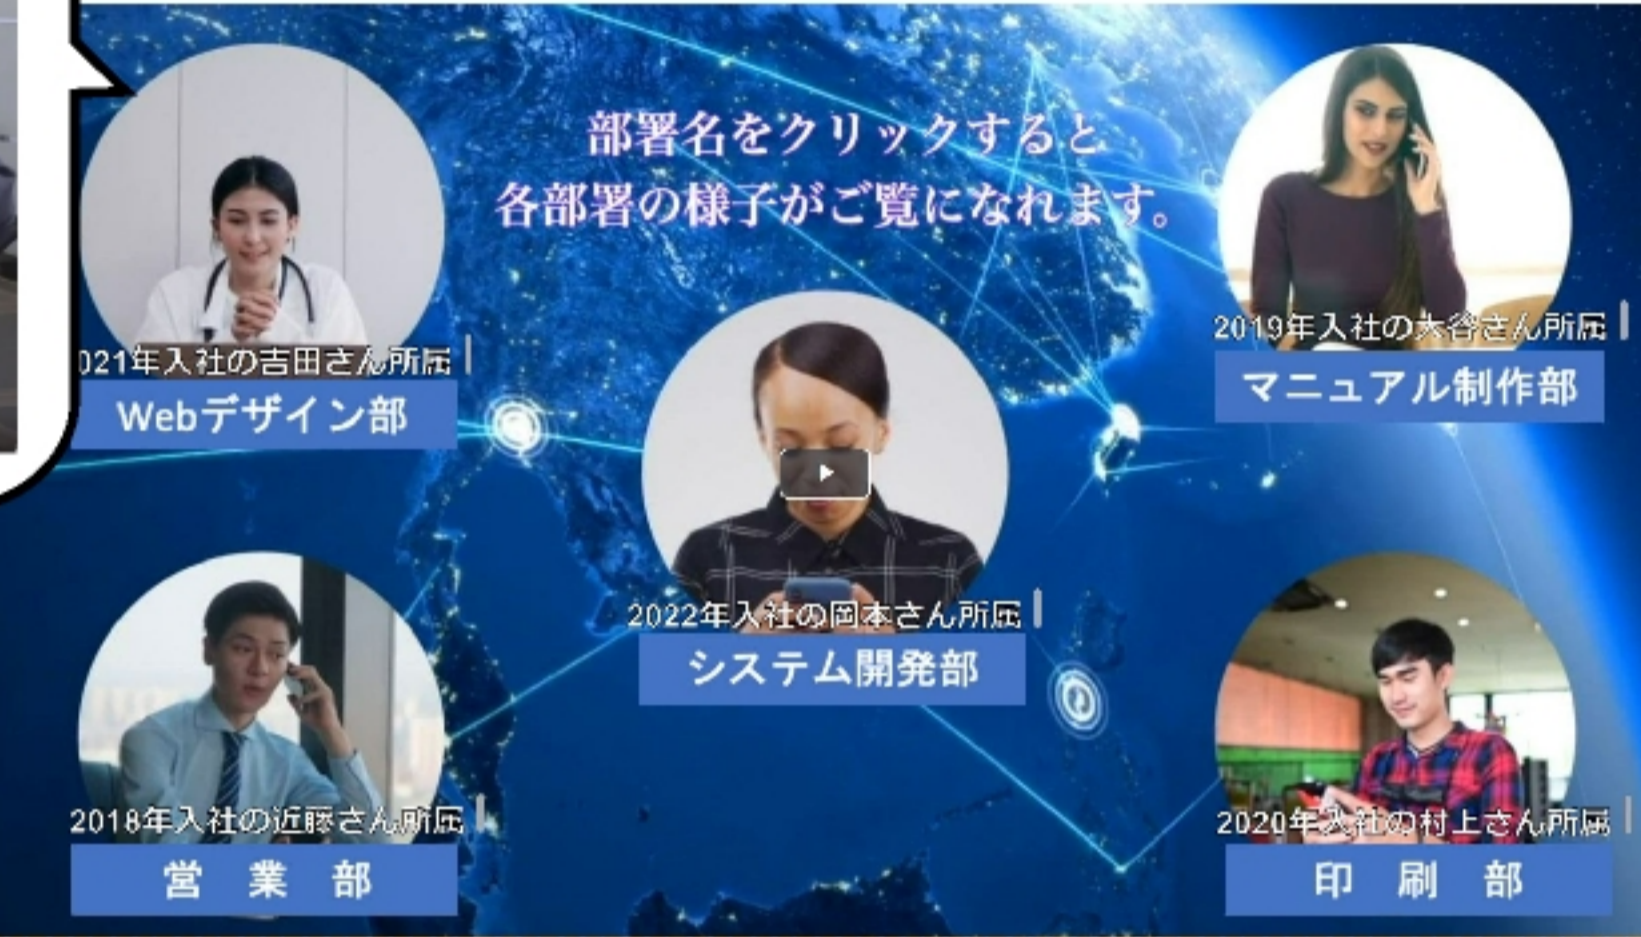 部署名をクリックすると
各部署の様子がご覧になれます。
021年入社の吉田さん所属
Webデザイン部
2019年入社の大谷さん所属
マニュアル制作部
2022年入社の岡本さん所属
システム開発部
2018年入社の近藤さん所属
営 業 部
2020年入社の村上さん所属
印 刷 部